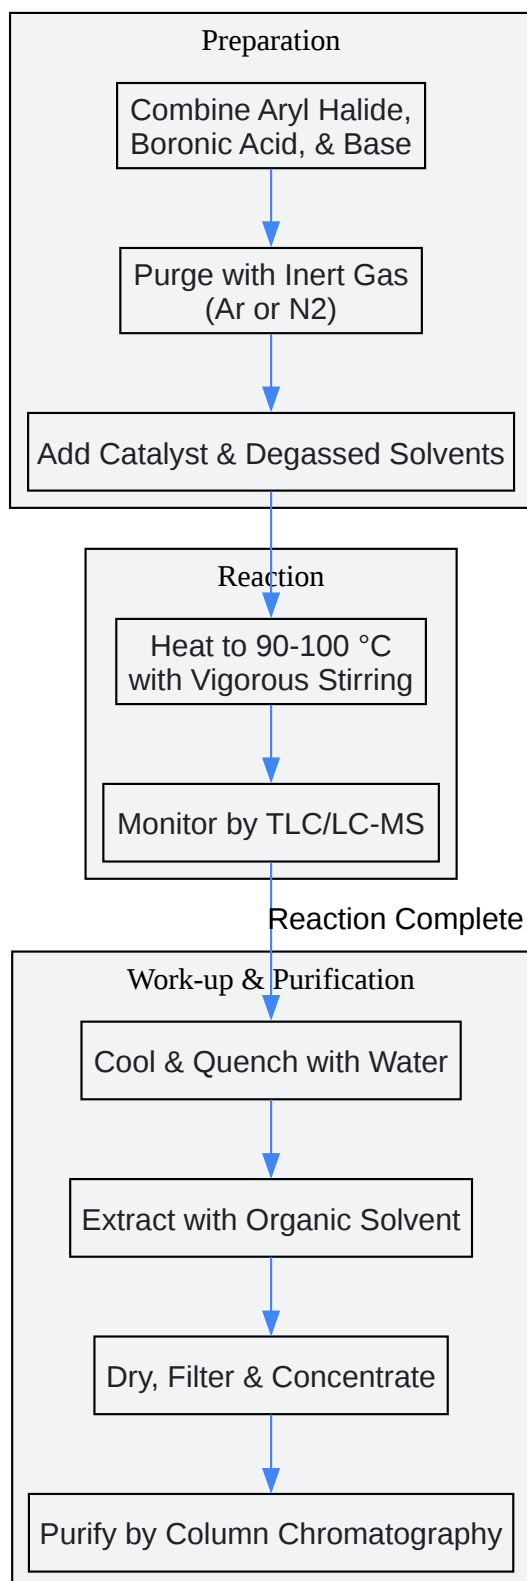 Preparation
Combine Aryl Halide,
Boronic Acid, & Base
Purge with Inert Gas
(Ar or N2)
Add Catalyst & Degassed Solvents
Reaction
Heat to 90-100 °C
with Vigorous Stirring
Monitor by TLC/LC-MS
Reaction Complete
Work-up & Purification
Cool & Quench with Water
Extract with Organic Solvent
Dry, Filter & Concentrate
Purify by Column Chromatography